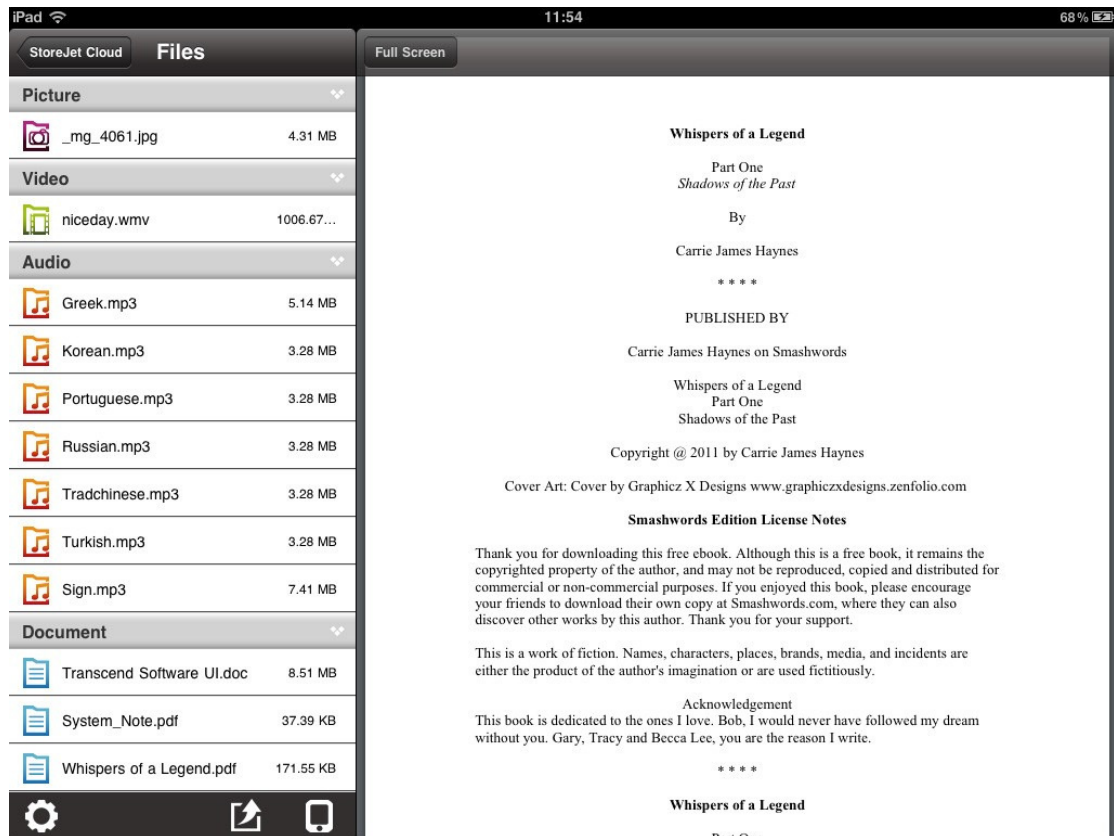 iPad 11:54 68%
StoreJet Cloud Files
Picture
_mg_4061.jpg 4.31 MB
Video
niceday.wmv 1006.67...
Audio
Greek.mp3 5.14 MB
Korean.mp3 3.28 MB
Portuguese.mp3 3.28 MB
Russian.mp3 3.28 MB
Tradchinese.mp3 3.28 MB
Turkish.mp3 3.28 MB
Sign.mp3 7.41 MB
Document
Transcend Software UI.doc 8.51 MB
System_Note.pdf 37.39 KB
Whispers of a Legend.pdf 171.55 KB
Full Screen
Whispers of a Legend
Part One
Shadows of the Past
By
Carrie James Haynes
* * * *
PUBLISHED BY
Carrie James Haynes on Smashwords
Whispers of a Legend
Part One
Shadows of the Past
Copyright @ 2011 by Carrie James Haynes
Cover Art: Cover by Graphicz X Designs www.graphiczxdesigns.zenfolio.com
Smashwords Edition License Notes
Thank you for downloading this free ebook. Although this is a free book, it remains the
copyrighted property of the author, and may not be reproduced, copied and distributed for
commercial or non-commercial purposes. If you enjoyed this book, please encourage
your friends to download their own copy at Smashwords.com, where they can also
discover other works by this author. Thank you for your support.
This is a work of fiction. Names, characters, places, brands, media, and incidents are
either the product of the author's imagination or are used fictitiously.
Acknowledgement
This book is dedicated to the ones I love. Bob, I would never have followed my dream
without you. Gary, Tracy and Becca Lee, you are the reason I write.
* * * *
Whispers of a Legend